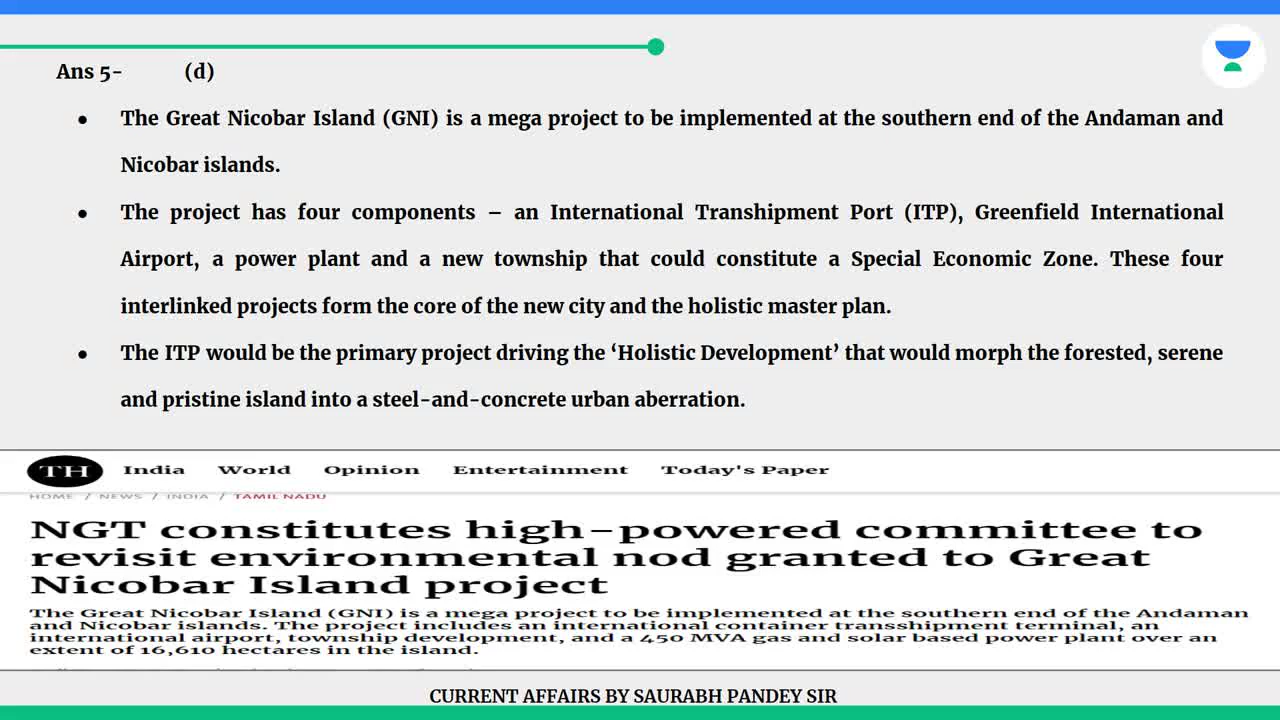 Ans 5- (d)
● The Great Nicobar Island (GNI) is a mega project to be implemented at the southern end of the Andaman and
Nicobar islands.
● The project has four components – an International Transhipment Port (ITP), Greenfield International
Airport, a power plant and a new township that could constitute a Special Economic Zone. These four
interlinked projects form the core of the new city and the holistic master plan.
● The ITP would be the primary project driving the ‘Holistic Development’ that would morph the forested, serene
and pristine island into a steel-and-concrete urban aberration.
TH India World Opinion Entertainment Today's Paper
HOME / NEWS / INDIA / TAMIL NADU
NGT constitutes high-powered committee to
revisit environmental nod granted to Great
Nicobar Island project
The Great Nicobar Island (GNI) is a mega project to be implemented at the southern end of the Andaman
and Nicobar islands. The project includes an international container transshipment terminal, an
international airport, township development, and a 450 MVA gas and solar based power plant over an
extent of 16,610 hectares in the island.
CURRENT AFFAIRS BY SAURABH PANDEY SIR